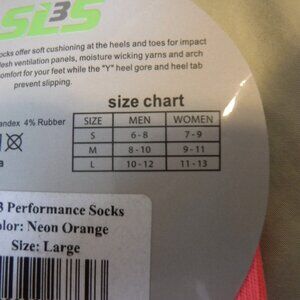 SL3S
ocks offer soft cushioning at the heels and toes for impact
esh ventilation panels, moisture wicking yarns and arch
comfort for your feet while the "Y" heel gore and heel tab
prevent slipping.
size chart
andex 4% Rubber
SIZE MEN WOMEN
S 6-8 7-9
M 8-10 9-11
L 10-12 11-13
a
3 Performance Socks
olor: Neon Orange
Size: Large